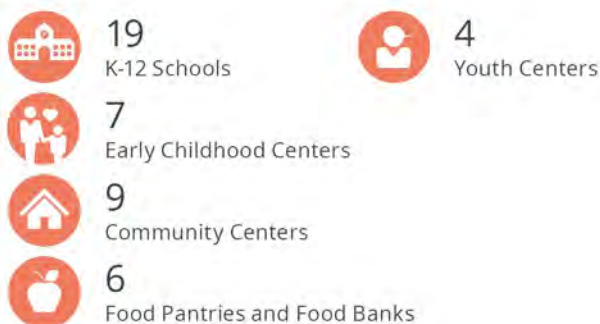 19
K-12 Schools
4
Youth Centers
7
Early Childhood Centers
9
Community Centers
6
Food Pantries and Food Banks